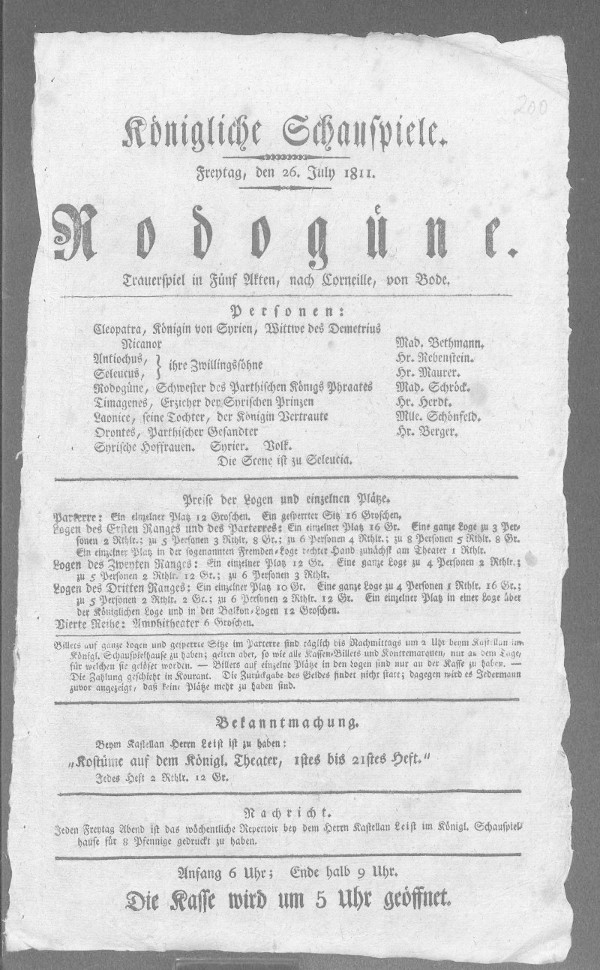 200
Königliche Schauspiele.
Freytag, den 26. July 1811.
Rodogüne.
Trauerspiel in Fünf Akten, nach Corneille, von Bode.
Personen:
Cleopatra, Königin von Syrien, Wittwe des Demetrius
Nicanor Mad. Bethmann.
Antiochus, Hr. Rebenstein.
Seleucus, } ihre Zwillingssöhne Hr. Maurer.
Rodogüne, Schwester des Parthischen Königs Phraates Mad. Schröck.
Timagenes, Erzieher der Syrischen Prinzen Hr. Herdt.
Laonice, seine Tochter, der Königin Vertraute Mlle. Schönfeld.
Orontes, Parthischer Gesandter Hr. Berger.
Syrische Hoffrauen. Syrier. Volk.
Die Scene ist zu Seleucia.
Preise der Logen und einzelnen Plätze.
Parterre: Ein einzelner Platz 12 Groschen. Ein gesperrter Sitz 16 Groschen.
Logen des Ersten Ranges und des Parterres: Ein einzelner Platz 16 Gr. Eine ganze Loge zu 3 Per-
sonen 2 Rthlr.; zu 5 Personen 3 Rthlr. 8 Gr.; zu 6 Personen 4 Rthlr.; zu 8 Personen 5 Rthlr. 8 Gr.
Ein einzelner Platz in der sogenannten Fremden-Loge rechter Hand zunächst am Theater 1 Rthlr.
Logen des Zweyten Ranges: Ein einzelner Platz 12 Gr. Eine ganze Loge zu 4 Personen 2 Rthlr.;
zu 5 Personen 2 Rthlr. 12 Gr.; zu 6 Personen 3 Rthlr.
Logen des Dritten Ranges: Ein einzelner Platz 10 Gr. Eine ganze Loge zu 4 Personen 1 Rthlr. 16 Gr.;
zu 5 Personen 2 Rthlr. 2 Gr.; zu 6 Personen 2 Rthlr. 12 Gr. Ein einzelner Platz in einer Loge über
der Königlichen Loge und in den Balkon-Logen 12 Groschen.
Vierte Reihe: Amphitheater 6 Groschen.
Billets auf ganze Logen und gesperrte Sitze im Parterre sind täglich bis Nachmittags um 2 Uhr beym Kastellan im
Königl. Schauspielhause zu haben; gelten aber, so wie alle Kassen-Billets und Kontremarquen, nur an dem Tage,
für welchen sie gelöset worden. — Billets auf einzelne Plätze in den Logen sind nur an der Kasse zu haben. —
Die Zahlung geschieht in Kourant. Die Zurückgabe des Geldes findet nicht statt; dagegen wird es Jedermann
zuvor angezeigt, daß keine Plätze mehr zu haben sind.
Bekanntmachung.
Beym Kastellan Herrn Leist ist zu haben:
„Kostüme auf dem Königl. Theater, 1stes bis 21stes Heft.“
Jedes Heft 2 Rthlr. 12 Gr.
Nachricht.
Jeden Freytag Abend ist das wöchentliche Repertoir bey dem Herrn Kastellan Leist im Königl. Schauspiel-
hause für 8 Pfennige gedruckt zu haben.
Anfang 6 Uhr; Ende halb 9 Uhr.
Die Kasse wird um 5 Uhr geöffnet.